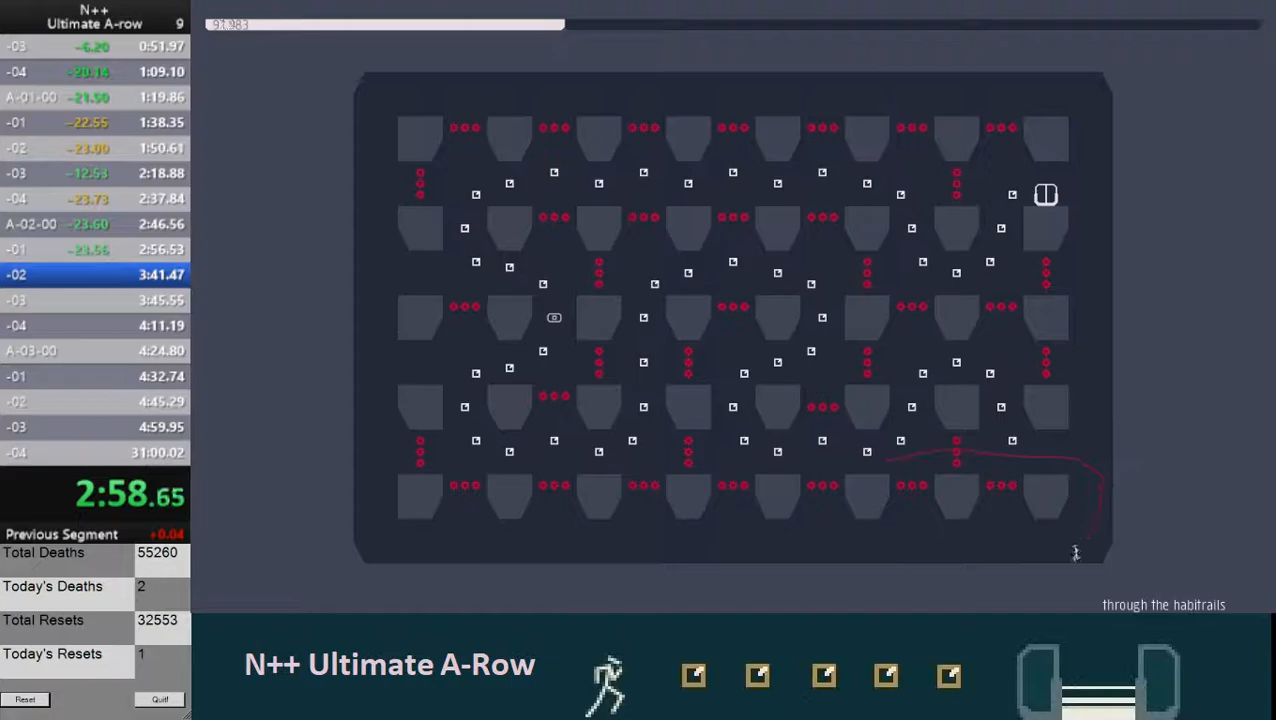 N++
Ultimate A-row 9
-03 -6.20 0:51.97
-04 -20.14 1:09.10
A-01-00 -21.50 1:19.86
-01 -22.55 1:38.35
-02 -23.00 1:50.61
-03 -12.53 2:18.88
-04 -23.73 2:37.84
A-02-00 -23.60 2:46.56
-01 -23.56 2:56.53
-02 3:41.47
-03 3:45.55
-04 4:11.19
A-03-00 4:24.80
-01 4:32.74
-02 4:45.29
-03 4:59.95
-04 31:00.02
2:58.65
Previous Segment +0.04
Total Deaths 55260
Today's Deaths 2
Total Resets 32553
Today's Resets 1
Reset Quit!
through the habitrails
N++ Ultimate A-Row